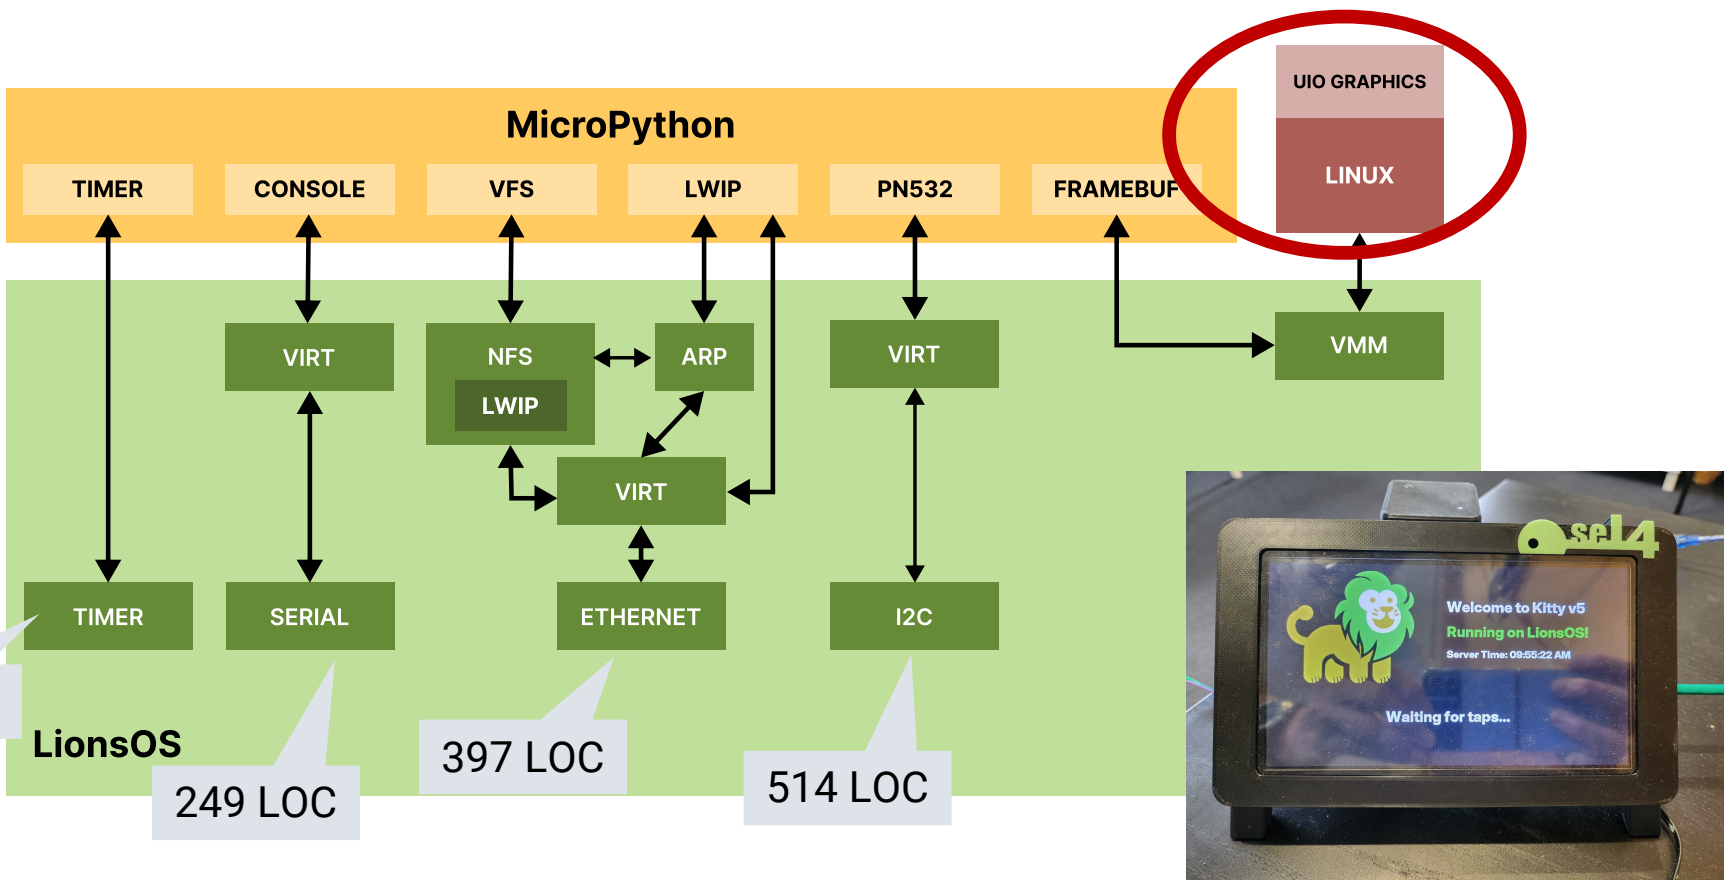 UIO GRAPHICS
MicroPython
LINUX
TIMER
CONSOLE
VFS
LWIP
PN532
FRAMEBUF
VIRT
NFS
ARP
VIRT
VMM
LWIP
VIRT
TIMER
SERIAL
ETHERNET
I2C
LionsOS
249 LOC
397 LOC
514 LOC
seL4
Welcome to Kitty v5
Running on LionsOS!
Server Time: 09:55:22 AM
Waiting for taps...